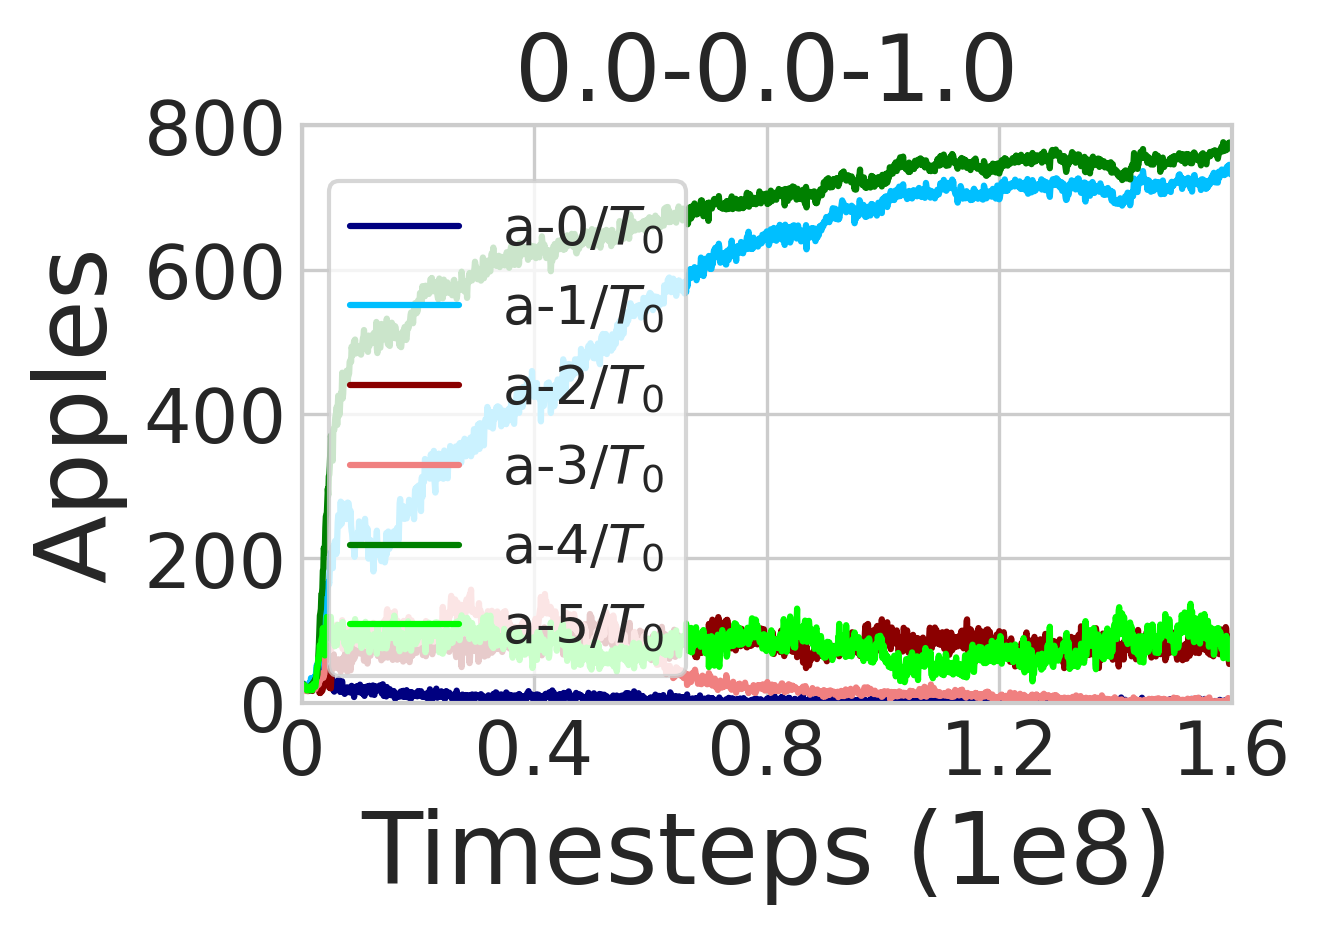 0.0-0.0-1.0
800
600
400
200
0
Apples
a-0/T₀
a-1/T₀
a-2/T₀
a-3/T₀
a-4/T₀
a-5/T₀
0 0.4 0.8 1.2 1.6
Timesteps (1e8)